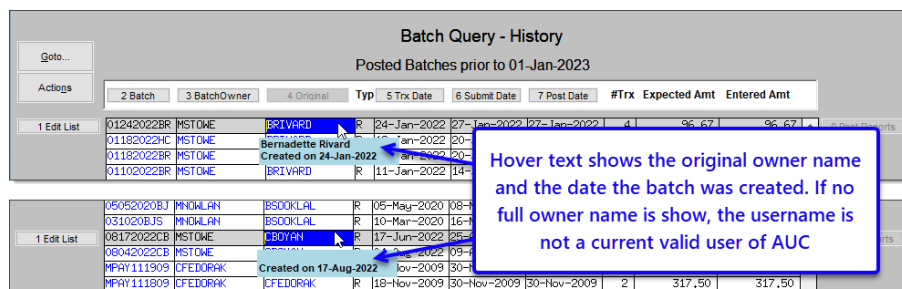 Batch Query - History
Goto...
Posted Batches prior to 01-Jan-2023
Actions
2 Batch 3 BatchOwner 4 Original Typ 5 Trx Date 6 Submit Date 7 Post Date #Trx Expected Amt Entered Amt
1 Edit List 01242022BR MSTOWE BRIVARD R 24-Jan-2022 27-Jan-2022 27-Jan-2022 4 96.67 96.67
01182022HC MSTOWE
Bernadette Rivard
Created on 24-Jan-2022
01182022BR MSTOWE
01102022BR MSTOWE BRIVARD R 11-Jan-2022
Hover text shows the original owner name
and the date the batch was created. If no
full owner name is show, the username is
not a current valid user of AUC
05052020BJ MNOWLAN BSOOKLAL R 05-May-2020
031020BJS MNOWLAN BSOOKLAL R 10-Mar-2020
1 Edit List 08172022CB MSTOWE CBOYAN R 17-Jun-2022
08042022CB MSTOWE
Created on 17-Aug-2022
MPAY111909 CFEDORAK
MPAY111809 CFEDORAK CFEDORAK R 18-Nov-2009 30-Nov-2009 30-Nov-2009 2 317.50 317.50